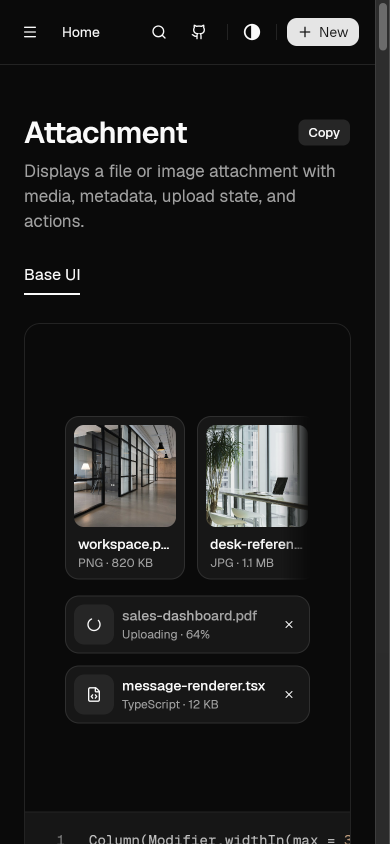 Home
New
Attachment
Copy
Displays a file or image attachment with
media, metadata, upload state, and
actions.
Base UI
workspace.p...
PNG · 820 KB
desk-referen...
JPG · 1.1 MB
sales-dashboard.pdf
Uploading · 64%
message-renderer.tsx
TypeScript · 12 KB
1 Column(Modifier.widthIn(max = 3